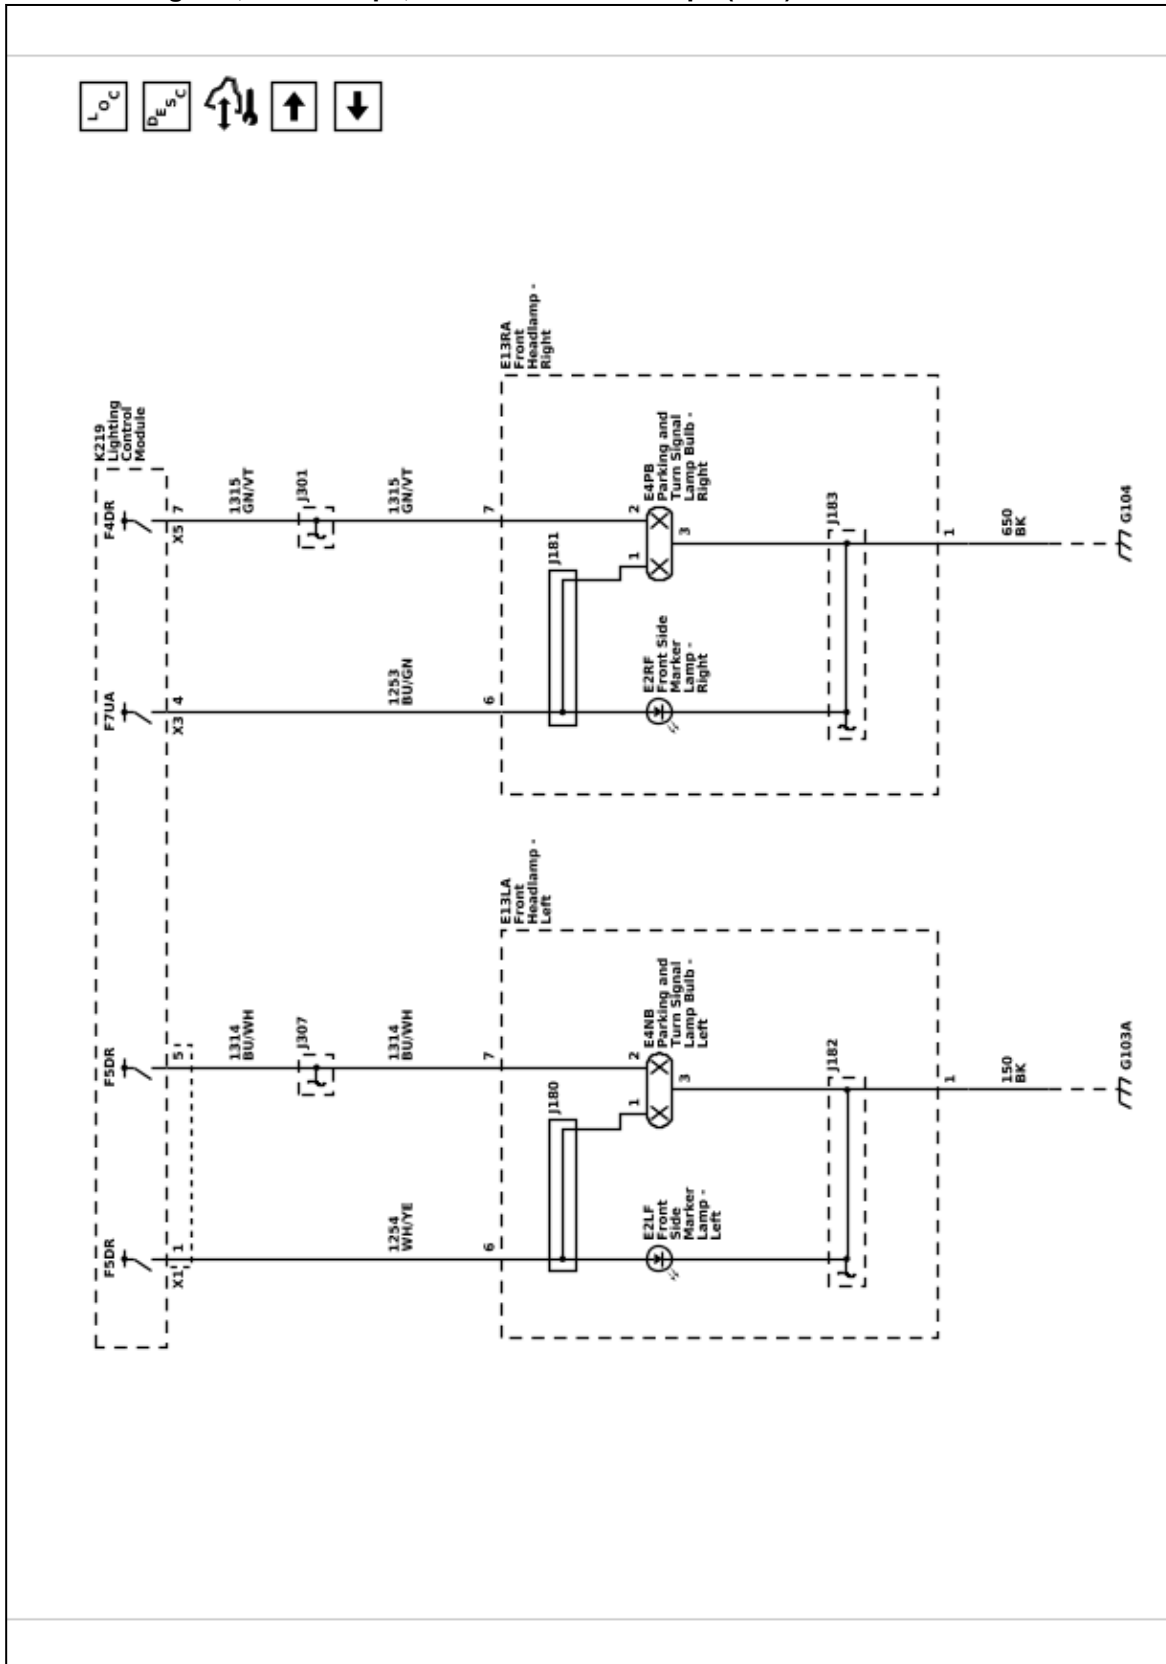 LOC
DESC
K219
Lighting
Control
Module
F5DR
F5DR
F7UA
F4DR
X1
1
5
X3
4
X5
7
1314
BU/WH
1315
GN/VT
J307
J301
1254
WH/YE
1314
BU/WH
1253
BU/GN
1315
GN/VT
6
7
6
7
E13LA
Front
Headlamp -
Left
E13RA
Front
Headlamp -
Right
J180
J181
1
2
1
2
E2LF
Front
Side
Marker
Lamp -
Left
E4NB
Parking and
Turn Signal
Lamp Bulb -
Left
E2RF
Front Side
Marker
Lamp -
Right
E4PB
Parking and
Turn Signal
Lamp Bulb -
Right
3
3
J182
J183
1
1
150
BK
650
BK
G103A
G104